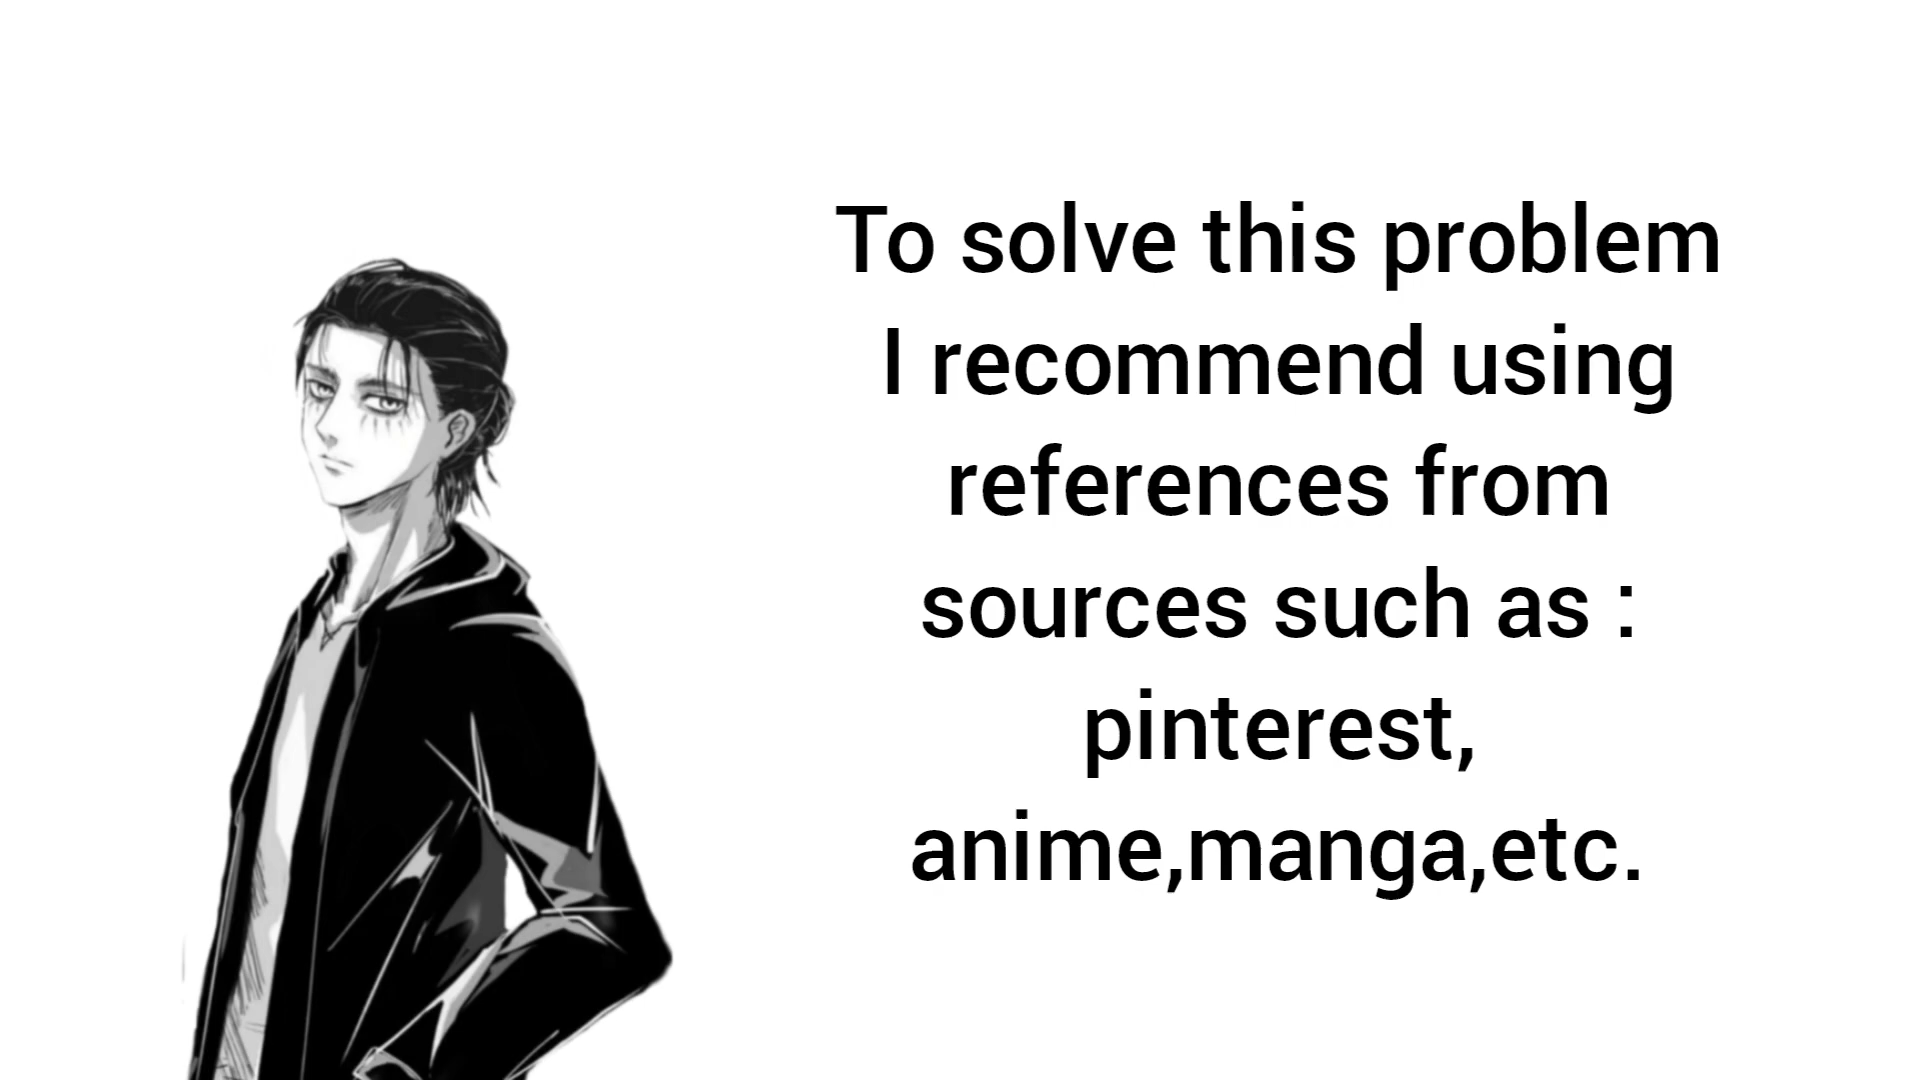 To solve this problem
I recommend using
references from
sources such as :
pinterest,
anime,manga,etc.